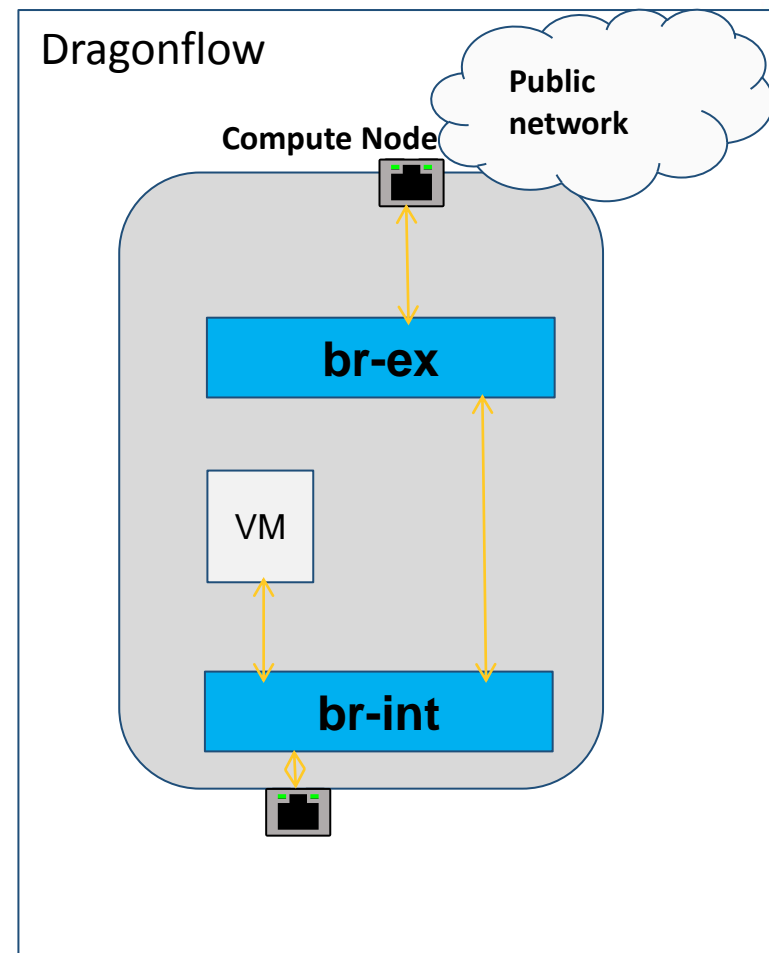 Dragonflow
Public
network
Compute Node
br-ex
VM
br-int